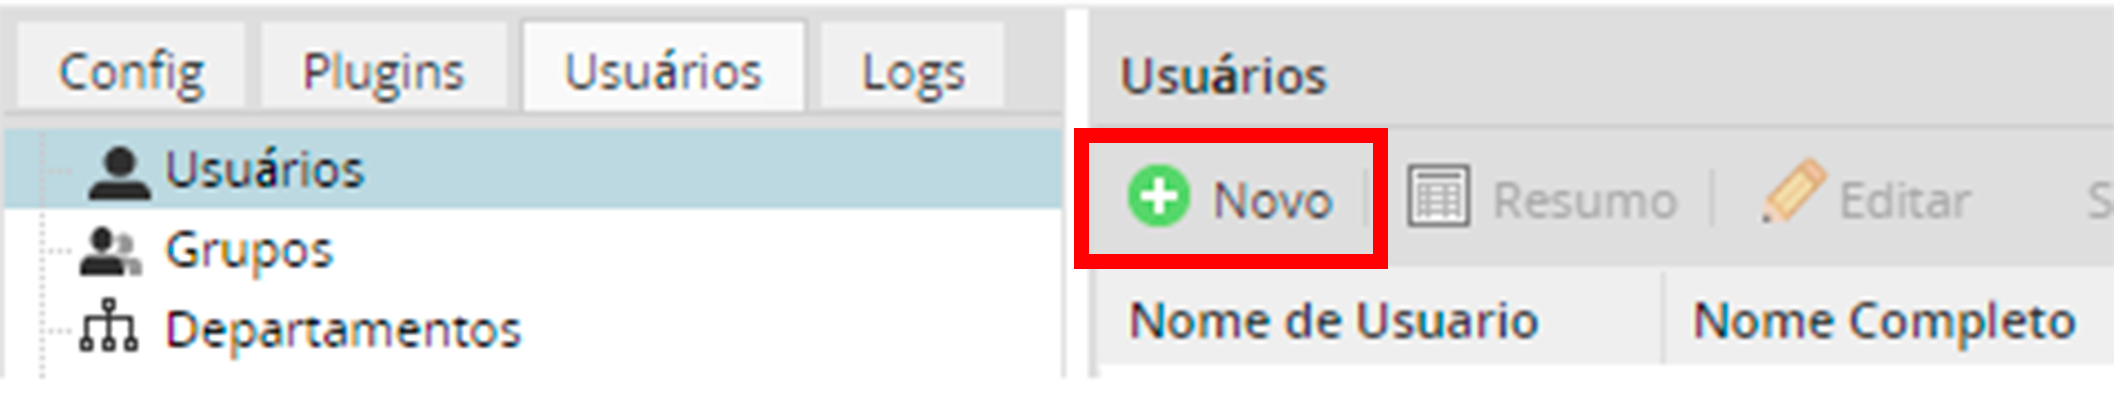 Config Plugins Usuários Logs
Usuários
Grupos
Departamentos
Usuários
Novo Resumo Editar S
Nome de Usuario Nome Completo